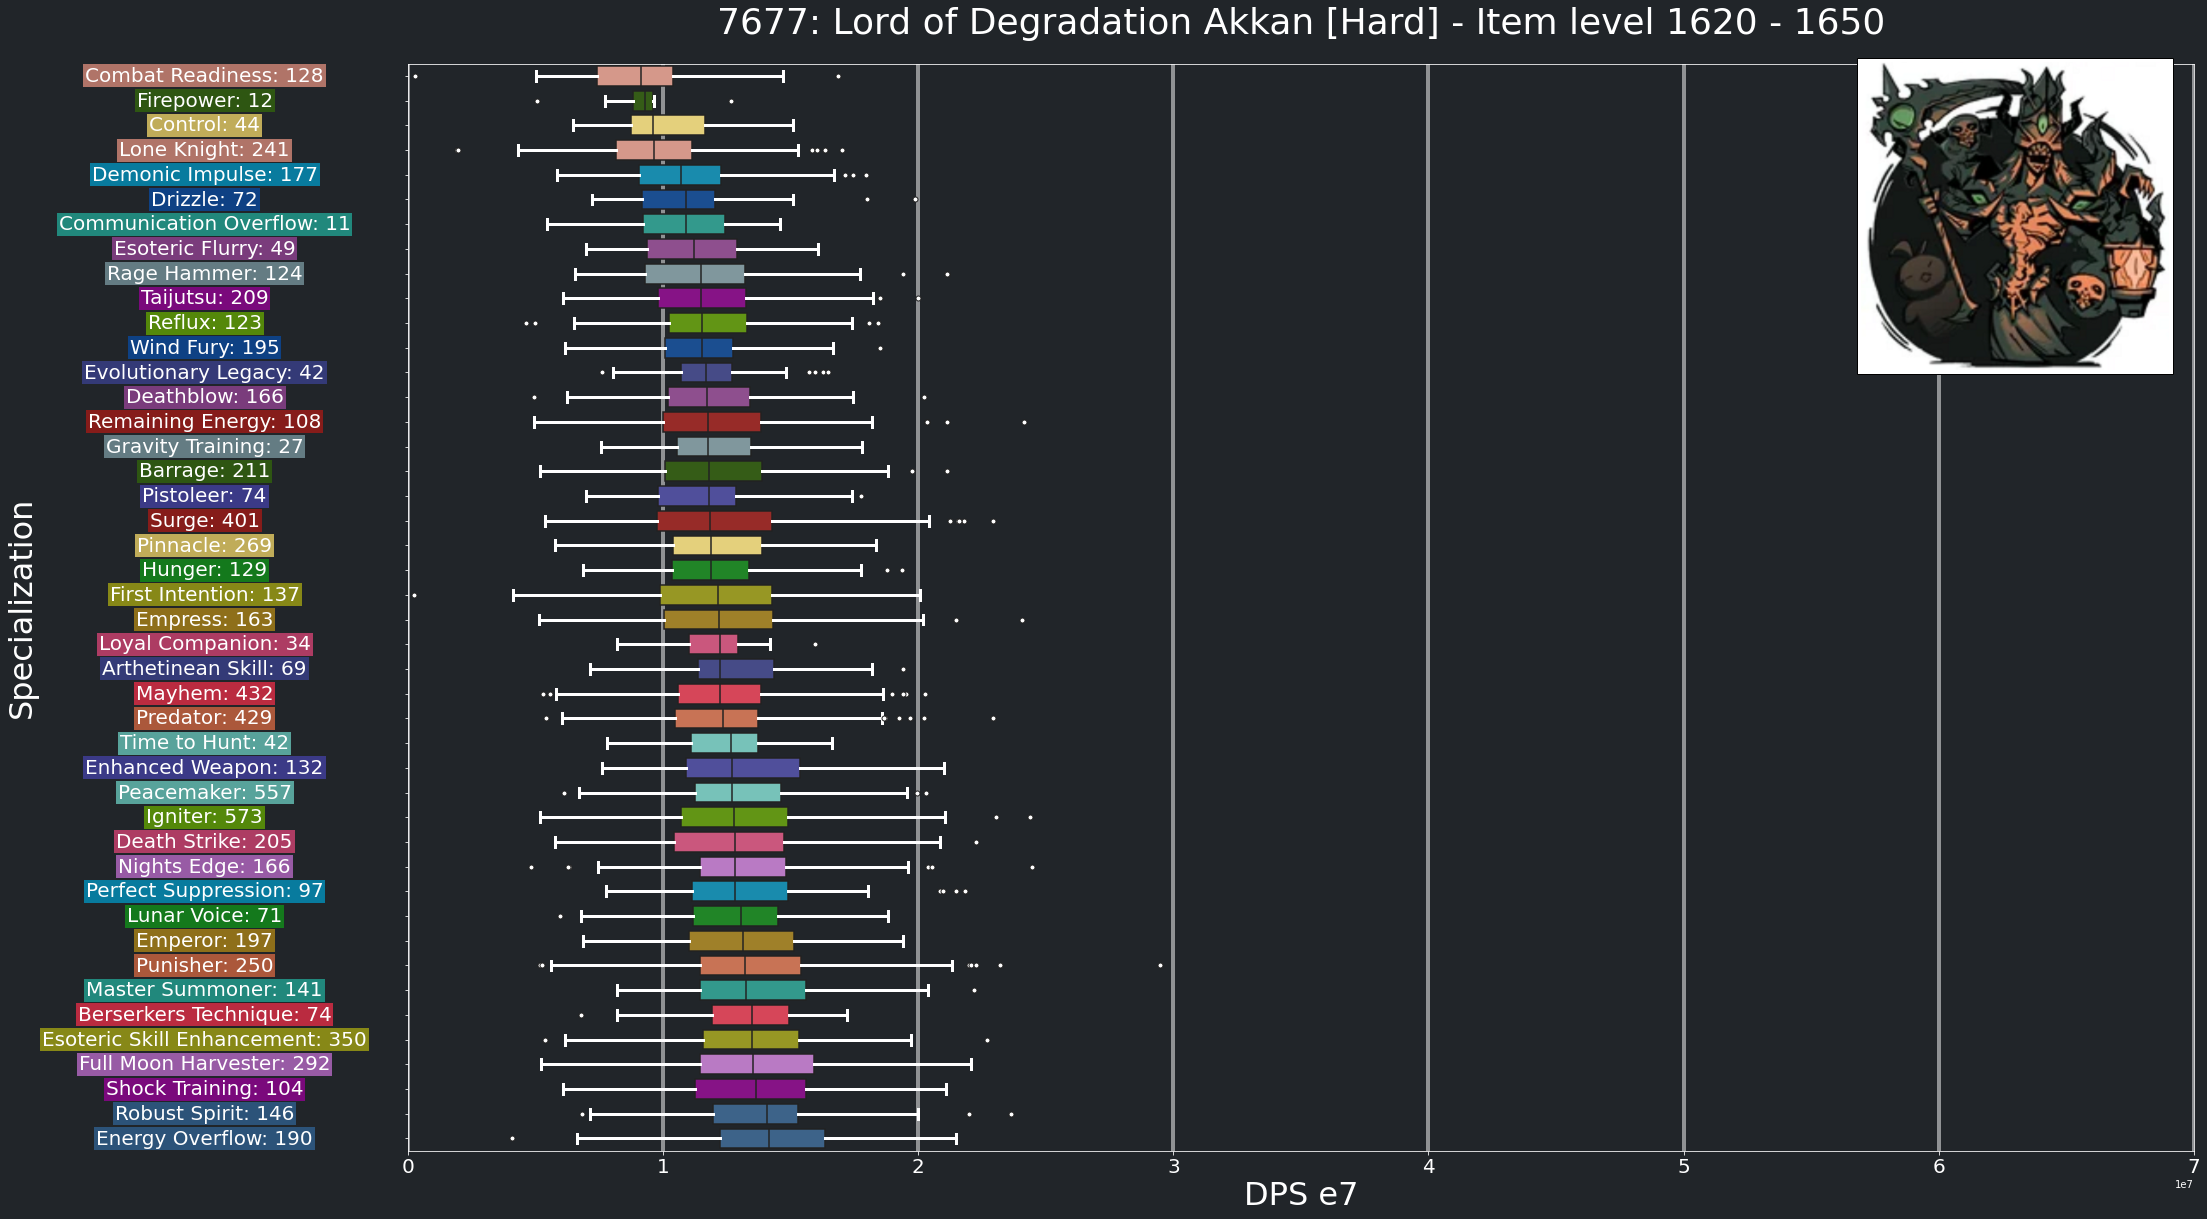 7677: Lord of Degradation Akkan [Hard] - Item level 1620 - 1650
Specialization
Combat Readiness: 128
Firepower: 12
Control: 44
Lone Knight: 241
Demonic Impulse: 177
Drizzle: 72
Communication Overflow: 11
Esoteric Flurry: 49
Rage Hammer: 124
Taijutsu: 209
Reflux: 123
Wind Fury: 195
Evolutionary Legacy: 42
Deathblow: 166
Remaining Energy: 108
Gravity Training: 27
Barrage: 211
Pistoleer: 74
Surge: 401
Pinnacle: 269
Hunger: 129
First Intention: 137
Empress: 163
Loyal Companion: 34
Arthetinean Skill: 69
Mayhem: 432
Predator: 429
Time to Hunt: 42
Enhanced Weapon: 132
Peacemaker: 557
Igniter: 573
Death Strike: 205
Nights Edge: 166
Perfect Suppression: 97
Lunar Voice: 71
Emperor: 197
Punisher: 250
Master Summoner: 141
Berserkers Technique: 74
Esoteric Skill Enhancement: 350
Full Moon Harvester: 292
Shock Training: 104
Robust Spirit: 146
Energy Overflow: 190
0 1 2 3 4 5 6 7
1e7
DPS e7